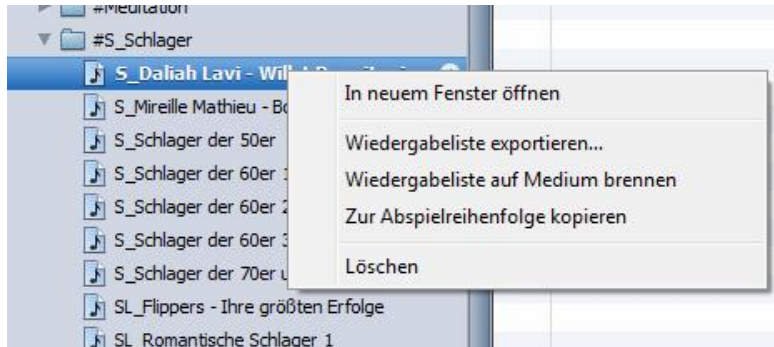 #Meditation
#S_Schlager
S_Daliah Lavi -
S_Mireille Mathieu -
S_Schlager der 50er
S_Schlager der 60er
S_Schlager der 60er 2
S_Schlager der 60er 3
S_Schlager der 70er
SL_Flippers - Ihre größten Erfolge
SL_Romantische Schlager 1
In neuem Fenster öffnen
Wiedergabeliste exportieren...
Wiedergabeliste auf Medium brennen
Zur Abspielreihenfolge kopieren
Löschen